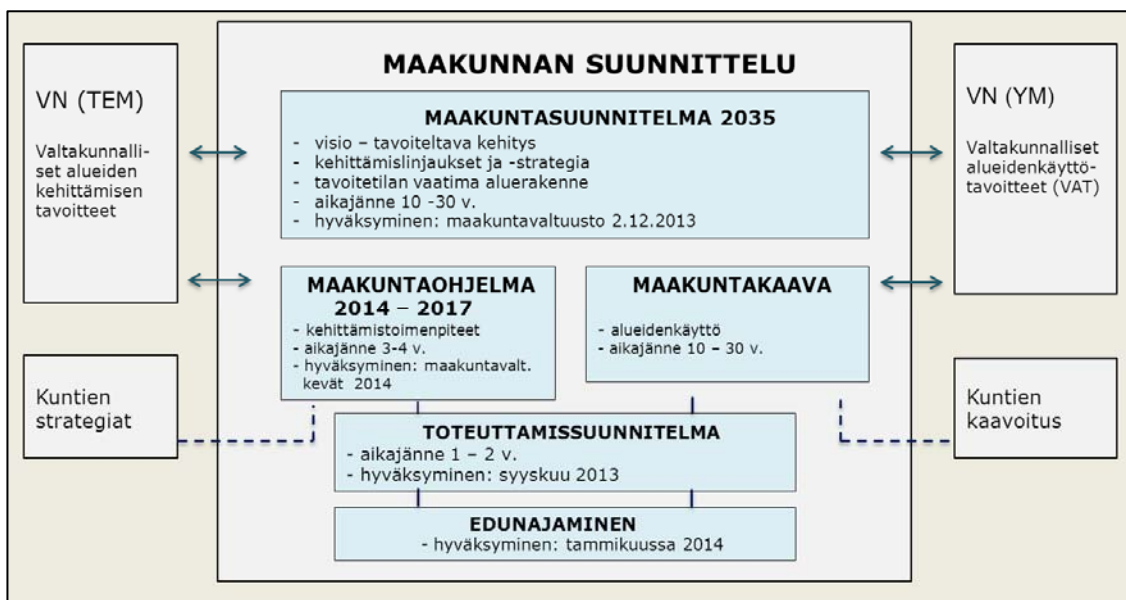 MAAKUNNAN SUUNNITTELU
VN (TEM)
Valtakunnalli-
set alueiden
kehittämisen
tavoitteet
MAAKUNTASUUNNITELMA 2035
- visio – tavoiteltava kehitys
- kehittämislinjaukset ja -strategia
- tavoitetilan vaatima aluerakenne
- aikajänne 10 -30 v.
- hyväksyminen: maakuntavaltuusto 2.12.2013
VN (YM)
Valtakunnalliset
alueidenkäyttö-
tavoitteet (VAT)
MAAKUNTAOHJELMA
2014 – 2017
- kehittämistoimenpiteet
- aikajänne 3-4 v.
- hyväksyminen: maakuntavalt.
kevät 2014
MAAKUNTAKAAVA
- alueidenkäyttö
- aikajänne 10 – 30 v.
Kuntien
strategiat
Kuntien
kaavoitus
TOTEUTTAMISSUUNNITELMA
- aikajänne 1 – 2 v.
- hyväksyminen: syyskuu 2013
EDUNAJAMINEN
- hyväksyminen: tammikuussa 2014